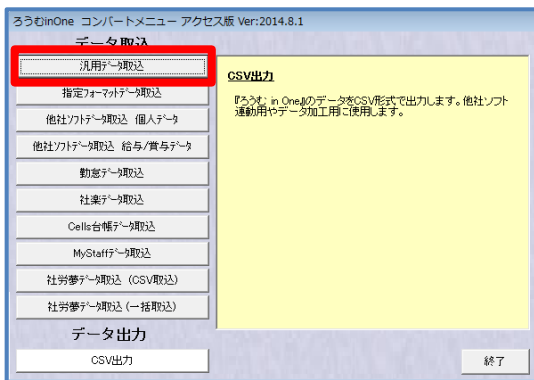 ろうむinOne コンバートメニュー アクセス版 Ver:2014.8.1
データ取込
汎用ﾃﾞｰﾀ取込
指定ﾌｫｰﾏｯﾄﾃﾞｰﾀ取込
他社ｿﾌﾄﾃﾞｰﾀ取込 個人ﾃﾞｰﾀ
他社ｿﾌﾄﾃﾞｰﾀ取込 給与/賞与ﾃﾞｰﾀ
勤怠ﾃﾞｰﾀ取込
社楽ﾃﾞｰﾀ取込
Cells台帳ﾃﾞｰﾀ取込
MyStaffﾃﾞｰﾀ取込
社労夢ﾃﾞｰﾀ取込 (CSV取込)
社労夢ﾃﾞｰﾀ取込 (一括取込)
データ出力
CSV出力
CSV出力
『ろうむ in One』のデータをCSV形式で出力します。他社ソフト
連動用やデータ加工用に使用します。
終了